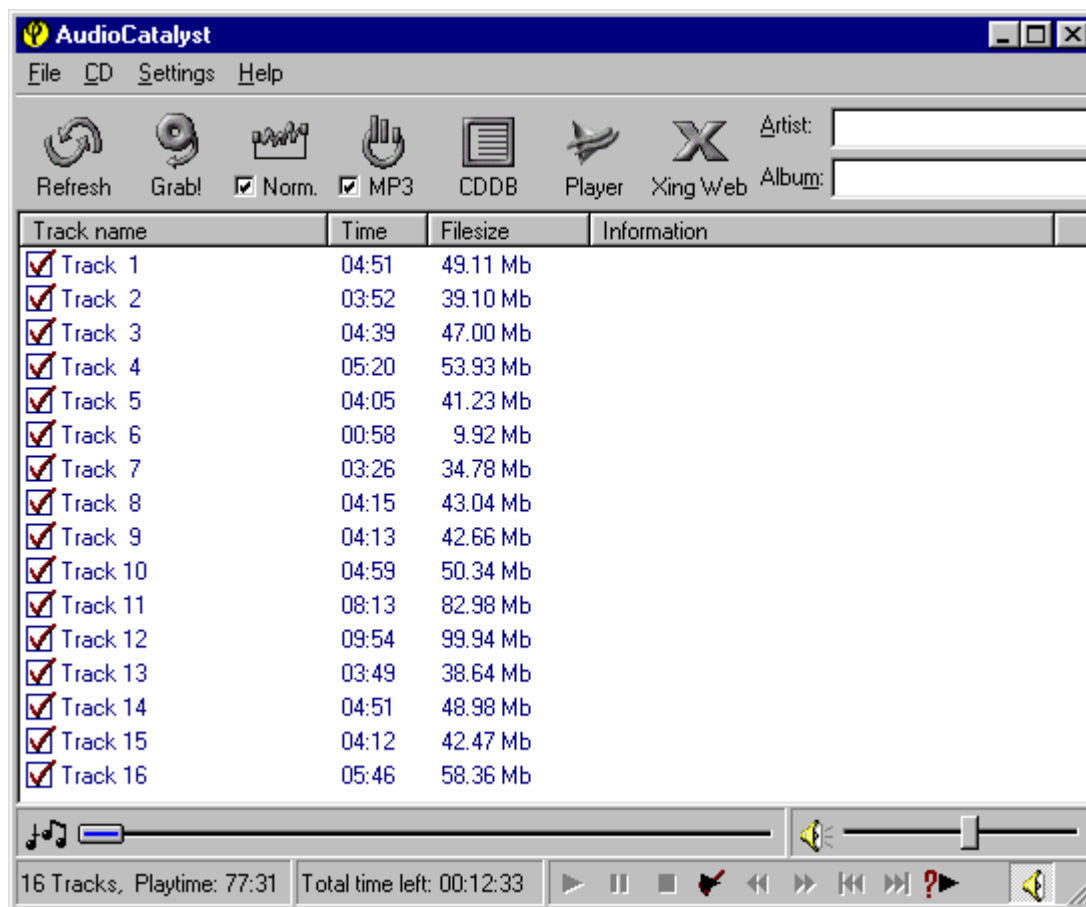 AudioCatalyst
File CD Settings Help
Refresh Grab! Norm. MP3 CDDB Player Xing Web Artist:
Album:
Track name Time Filesize Information
Track 1 04:51 49.11 Mb
Track 2 03:52 39.10 Mb
Track 3 04:39 47.00 Mb
Track 4 05:20 53.93 Mb
Track 5 04:05 41.23 Mb
Track 6 00:58 9.92 Mb
Track 7 03:26 34.78 Mb
Track 8 04:15 43.04 Mb
Track 9 04:13 42.66 Mb
Track 10 04:59 50.34 Mb
Track 11 08:13 82.98 Mb
Track 12 09:54 99.94 Mb
Track 13 03:49 38.64 Mb
Track 14 04:51 48.98 Mb
Track 15 04:12 42.47 Mb
Track 16 05:46 58.36 Mb
16 Tracks, Playtime: 77:31 Total time left: 00:12:33